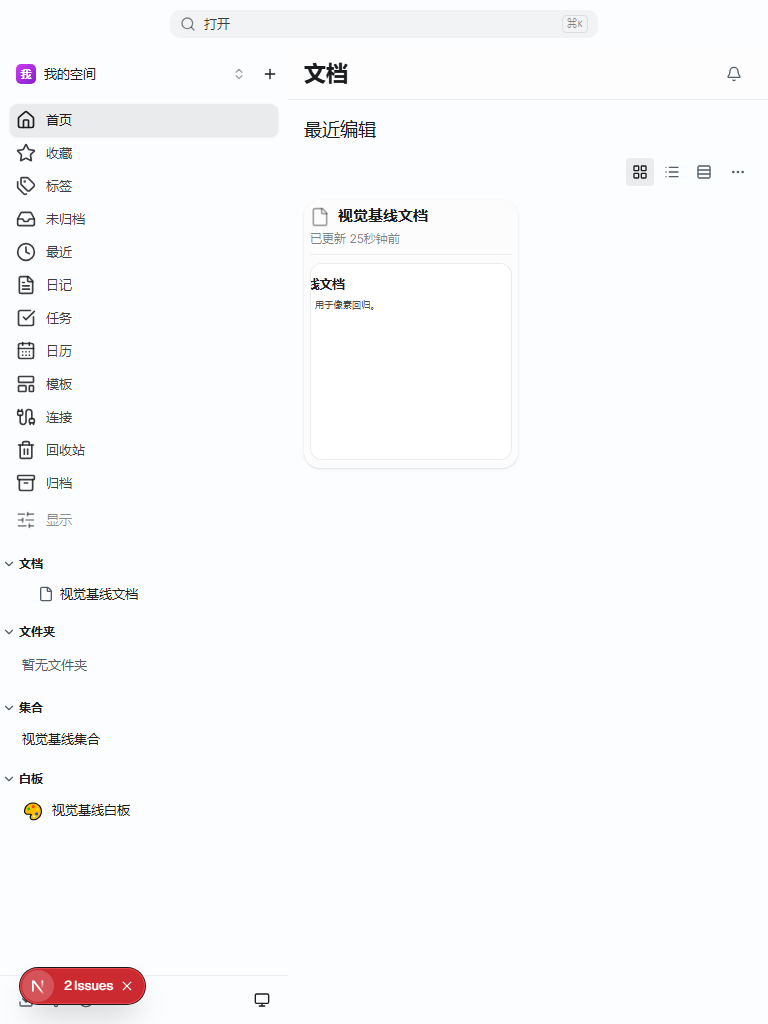 打开
⌘K
我 我的空间
文档
首页
收藏
标签
未归档
最近
日记
任务
日历
模板
连接
回收站
归档
显示
文档
视觉基线文档
文件夹
暂无文件夹
集合
视觉基线集合
白板
视觉基线白板
N 2 Issues
最近编辑
视觉基线文档
已更新 25秒钟前
线文档
用于像素回归。